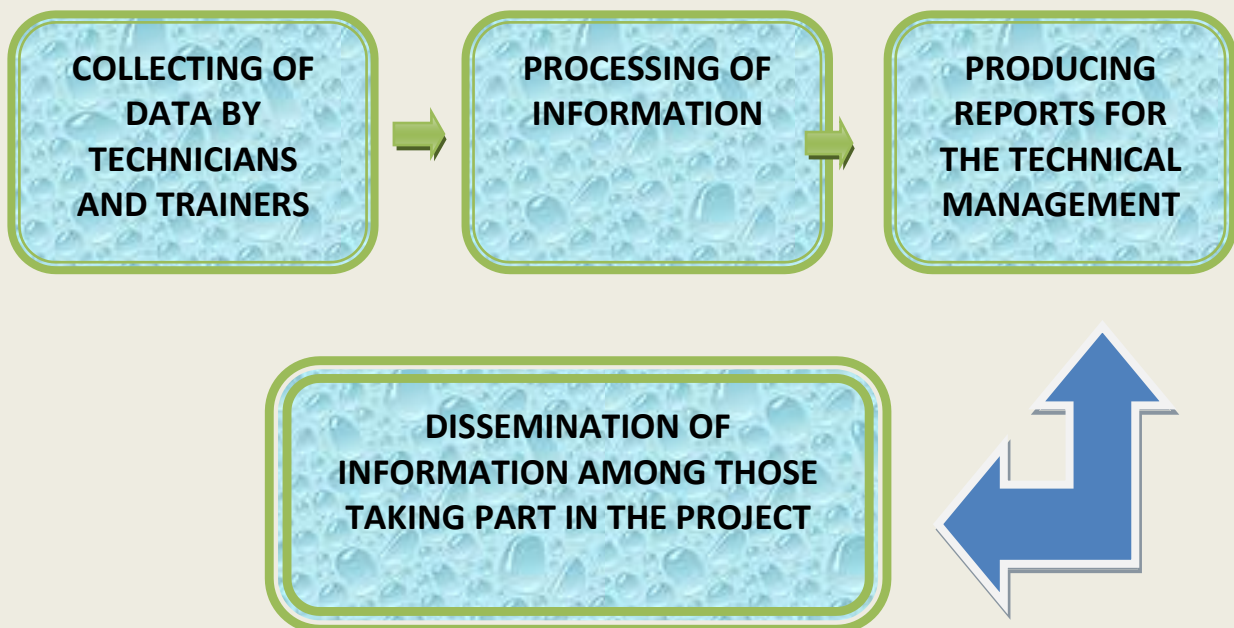 COLLECTING OF
DATA BY
TECHNICIANS
AND TRAINERS
PROCESSING OF
INFORMATION
PRODUCING
REPORTS FOR
THE TECHNICAL
MANAGEMENT
DISSEMINATION OF
INFORMATION AMONG THOSE
TAKING PART IN THE PROJECT